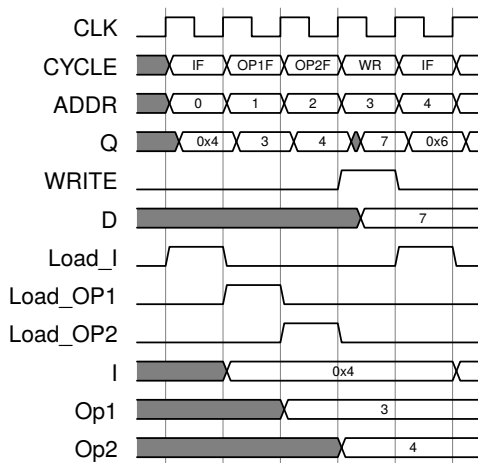 CLK
CYCLE IF OP1F OP2F WR IF
ADDR 0 1 2 3 4
Q 0x4 3 4 7 0x6
WRITE
D 7
Load_I
Load_OP1
Load_OP2
I 0x4
Op1 3
Op2 4